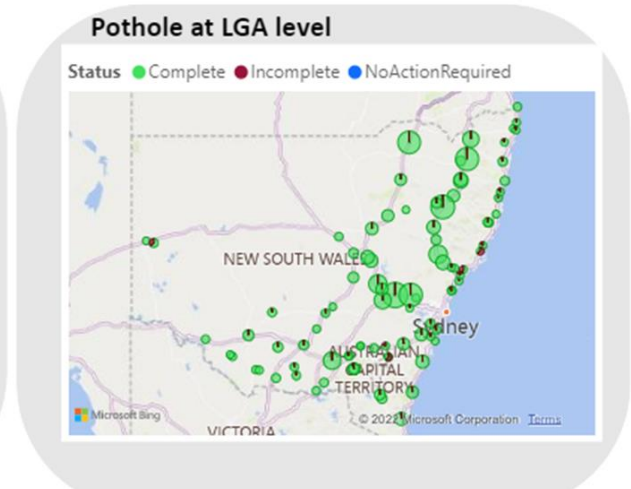 Pothole at LGA level
Status Complete Incomplete NoActionRequired
NEW SOUTH WALES
Sydney
AUSTRALIAN
CAPITAL
TERRITORY
Microsoft Bing
© 2022 Microsoft Corporation Terms
VICTORIA